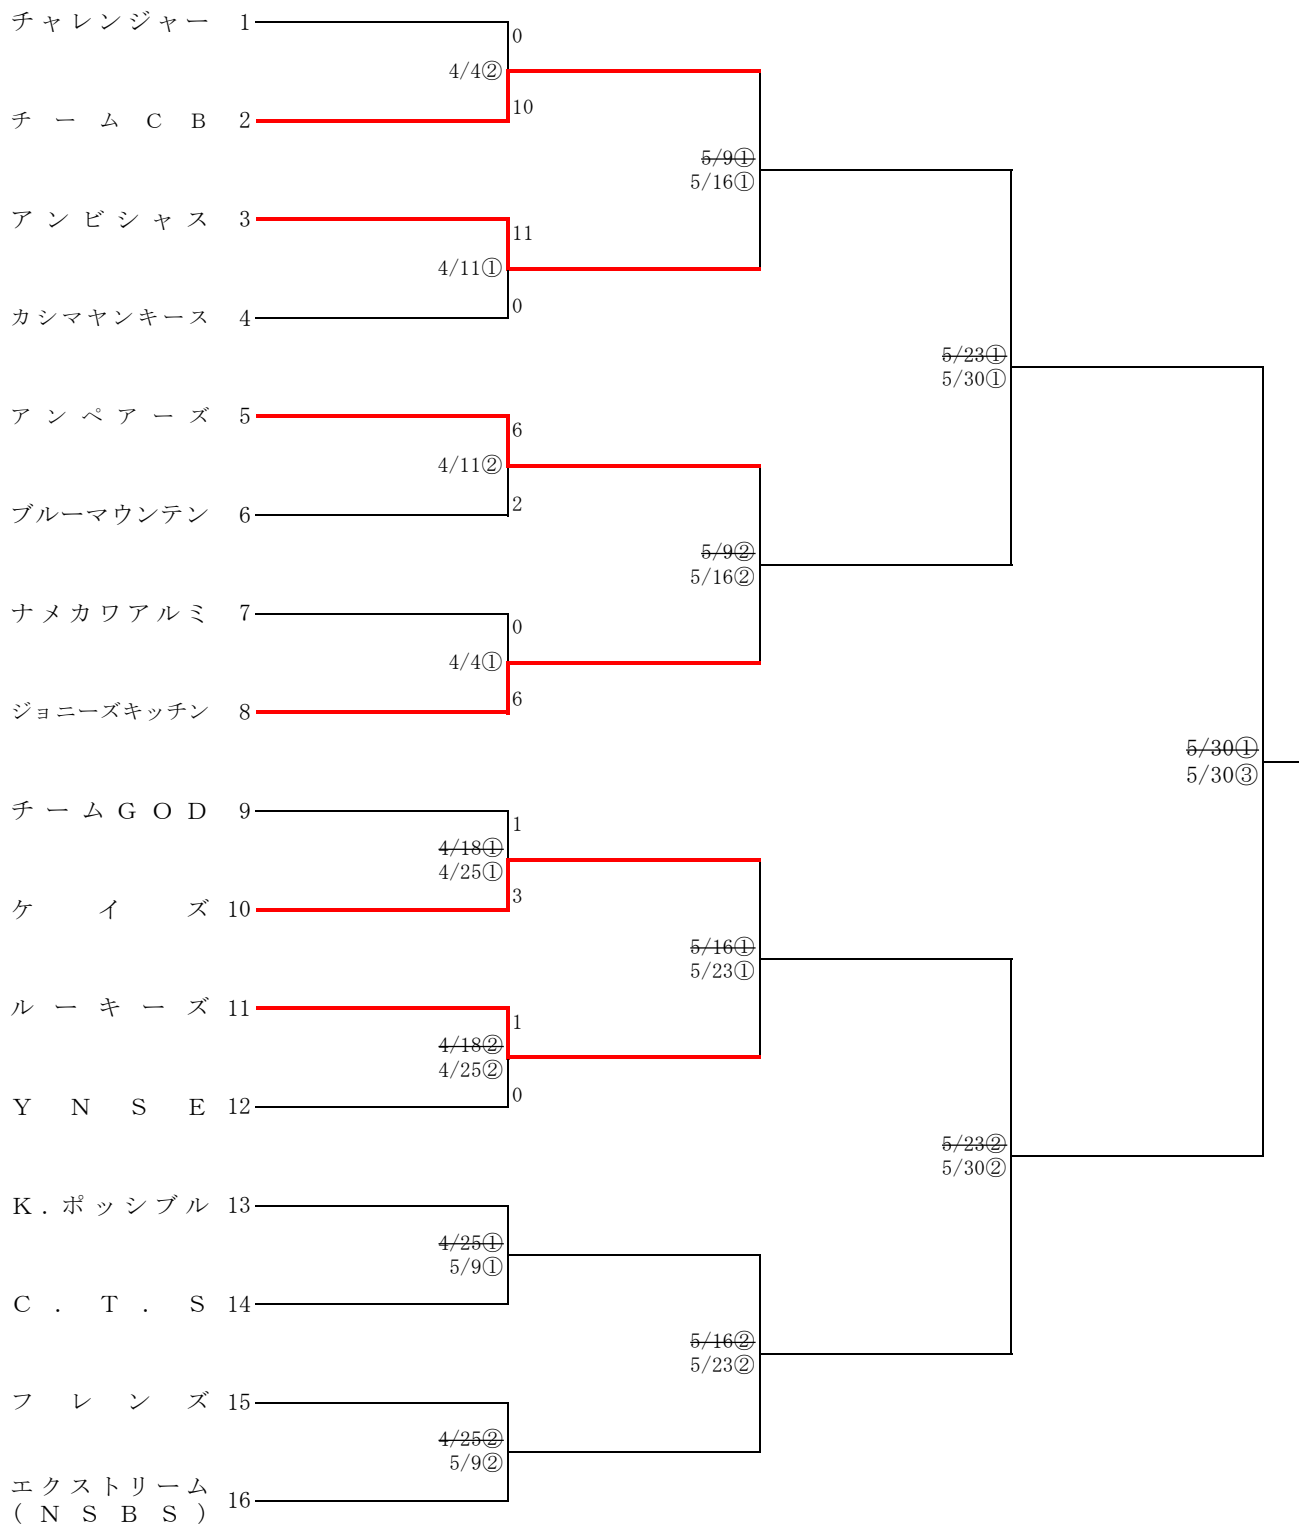 チャレンジャー 1
0
4/4②
10
チームCB 2
5/9①
5/16①
アンビシャス 3
11
4/11①
0
カシマヤンキース 4
5/23①
5/30①
アンペアーズ 5
6
4/11②
2
ブルーマウンテン 6
5/9②
5/16②
ナメカワアルミ 7
0
4/4①
6
ジョニーズキッチン 8
5/30①
5/30③
チームGOD 9
1
4/18①
4/25①
3
ケイズ 10
5/16①
5/23①
ルーキーズ 11
1
4/18②
4/25②
0
YNSE 12
5/23②
5/30②
K.ポッシブル 13
4/25①
5/9①
C.T.S 14
5/16②
5/23②
フレンズ 15
4/25②
5/9②
エクストリーム
(NSBS) 16